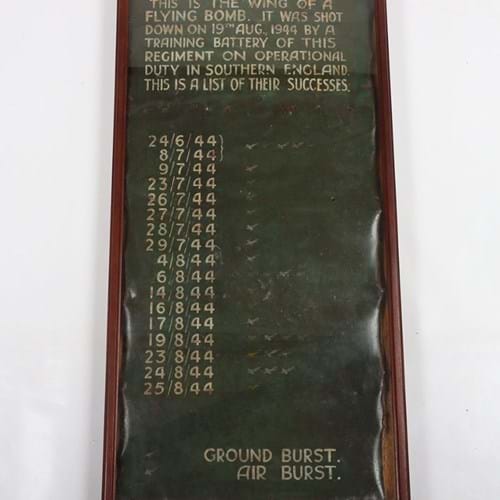 THIS IS THE WING OF A
FLYING BOMB. IT WAS SHOT
DOWN ON 19TH AUG., 1944 BY A
TRAINING BATTERY OF THIS
REGIMENT ON OPERATIONAL
DUTY IN SOUTHERN ENGLAND.
THIS IS A LIST OF THEIR SUCCESSES.
24/6/44
8/7/44
9/7/44
23/7/44
26/7/44
27/7/44
28/7/44
29/7/44
4/8/44
6/8/44
14/8/44
16/8/44
17/8/44
19/8/44
23/8/44
24/8/44
25/8/44
GROUND BURST.
AIR BURST.